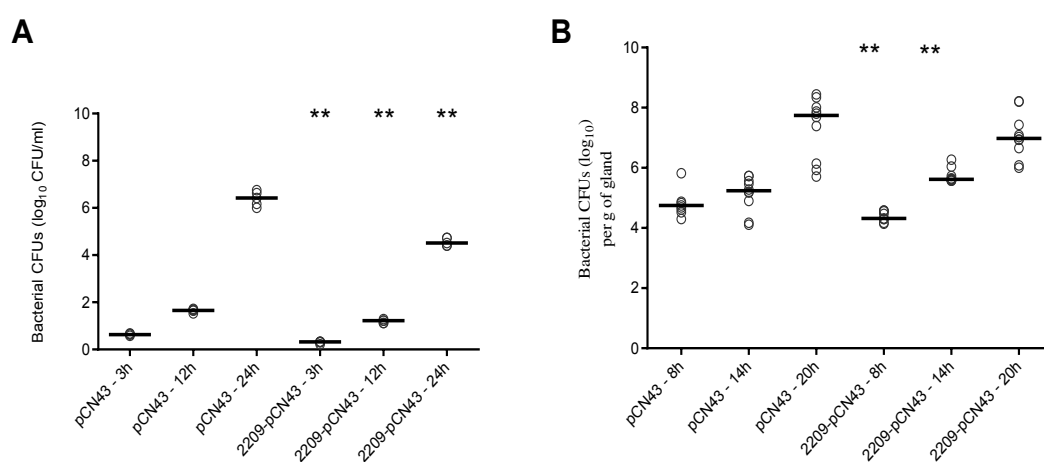 A
Bacterial CFUs (log10 CFU/ml)
10
8
6
4
2
0
** ** **
pCN43 - 3h
pCN43 - 12h
pCN43 - 24h
2209-pCN43 - 3h
2209-pCN43 - 12h
2209-pCN43 - 24h
B
Bacterial CFUs (log10)
per g of gland
10
8
6
4
2
0
** **
pCN43 - 8h
pCN43 - 14h
pCN43 - 20h
2209-pCN43 - 8h
2209-pCN43 - 14h
2209-pCN43 - 20h